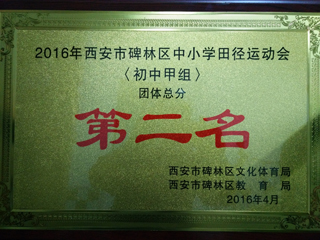 2016年西安市碑林区中小学田径运动会
〈初中甲组〉
团体总分
第二名
西安市碑林区文化体育局
西安市碑林区教 育 局
2016年4月